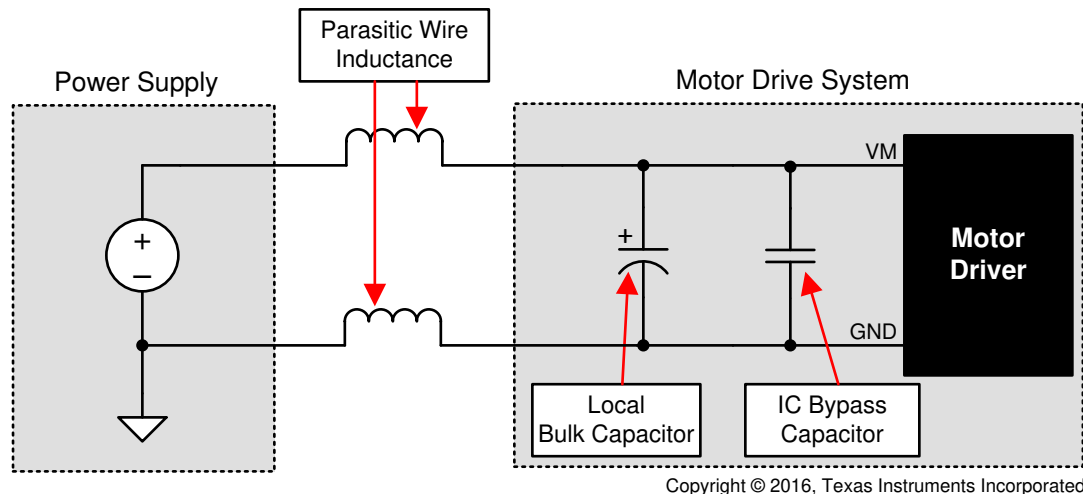 Parasitic Wire
Inductance
Power Supply
Motor Drive System
VM
+
–
+
Motor
Driver
GND
Local
Bulk Capacitor
IC Bypass
Capacitor
Copyright © 2016, Texas Instruments Incorporated